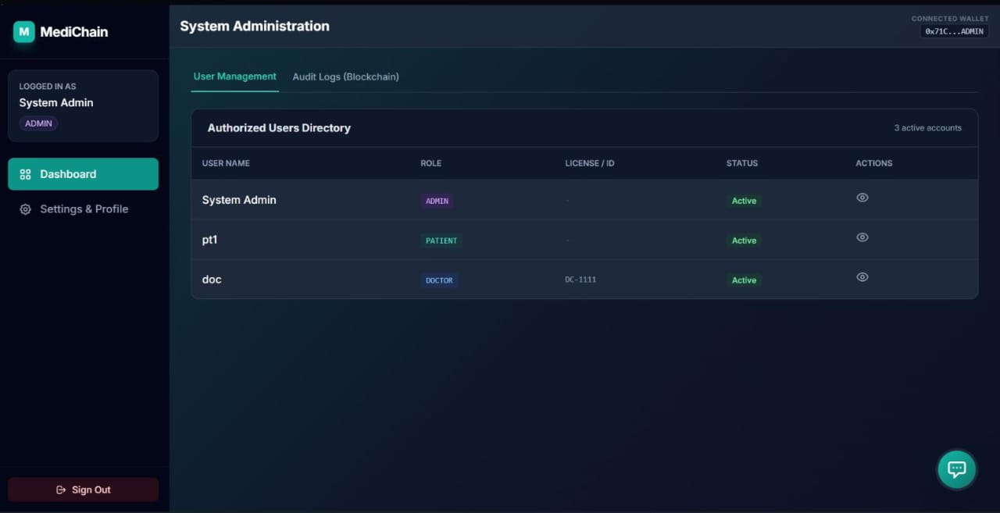 M MediChain
LOGGED IN AS
System Admin
ADMIN
Dashboard
Settings & Profile
Sign Out
System Administration
CONNECTED WALLET
0x71C...ADMIN
User Management Audit Logs (Blockchain)
Authorized Users Directory 3 active accounts
USER NAME ROLE LICENSE / ID STATUS ACTIONS
System Admin ADMIN - Active
pt1 PATIENT - Active
doc DOCTOR DC-1111 Active